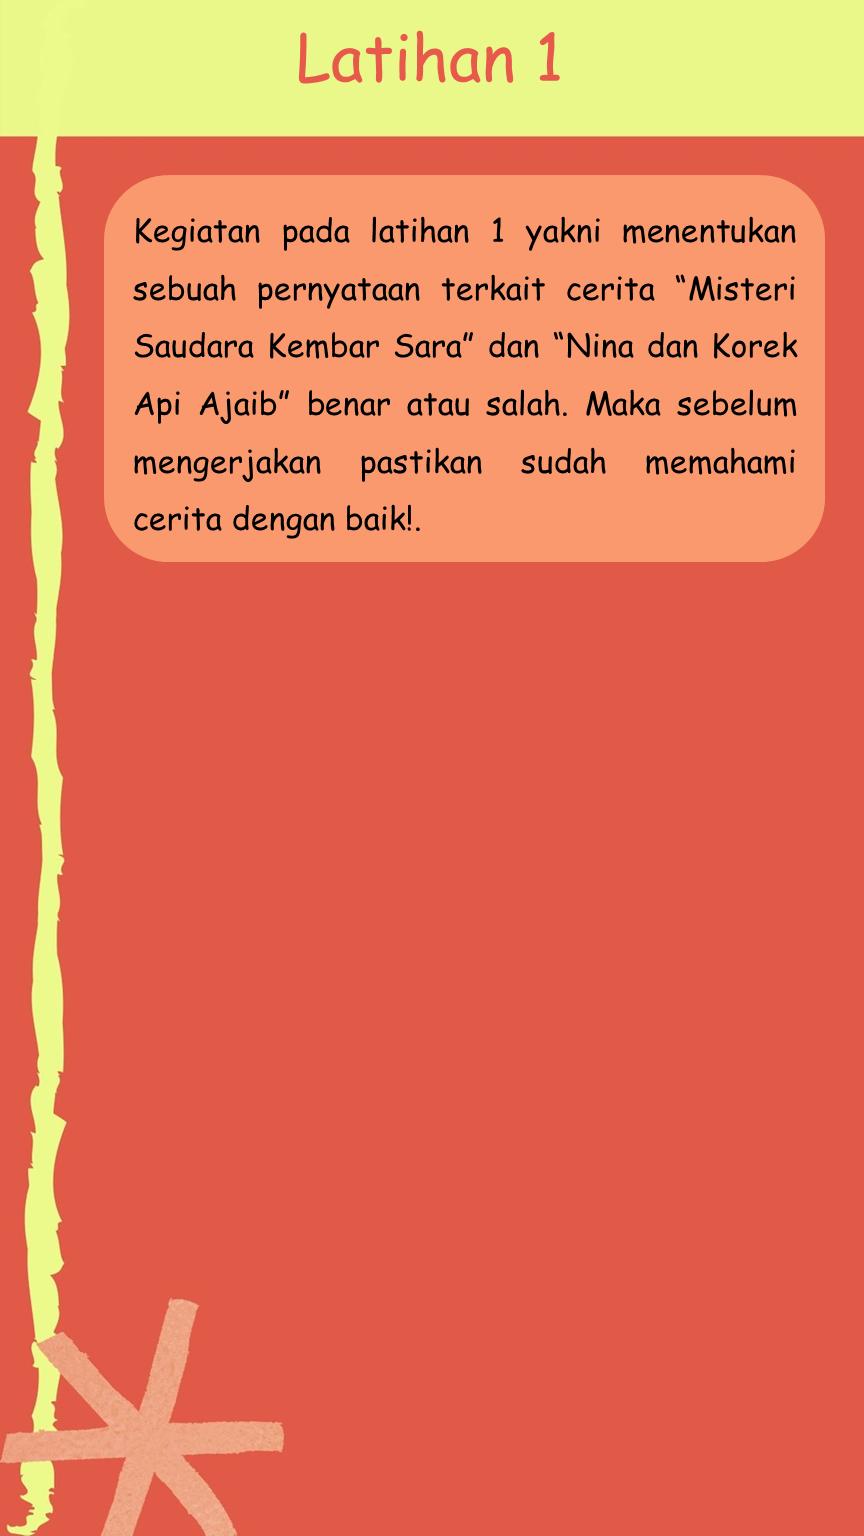 Latihan 1
Kegiatan pada latihan 1 yakni menentukan
sebuah pernyataan terkait cerita “Misteri
Saudara Kembar Sara” dan “Nina dan Korek
Api Ajaib” benar atau salah. Maka sebelum
mengerjakan pastikan sudah memahami
cerita dengan baik!.